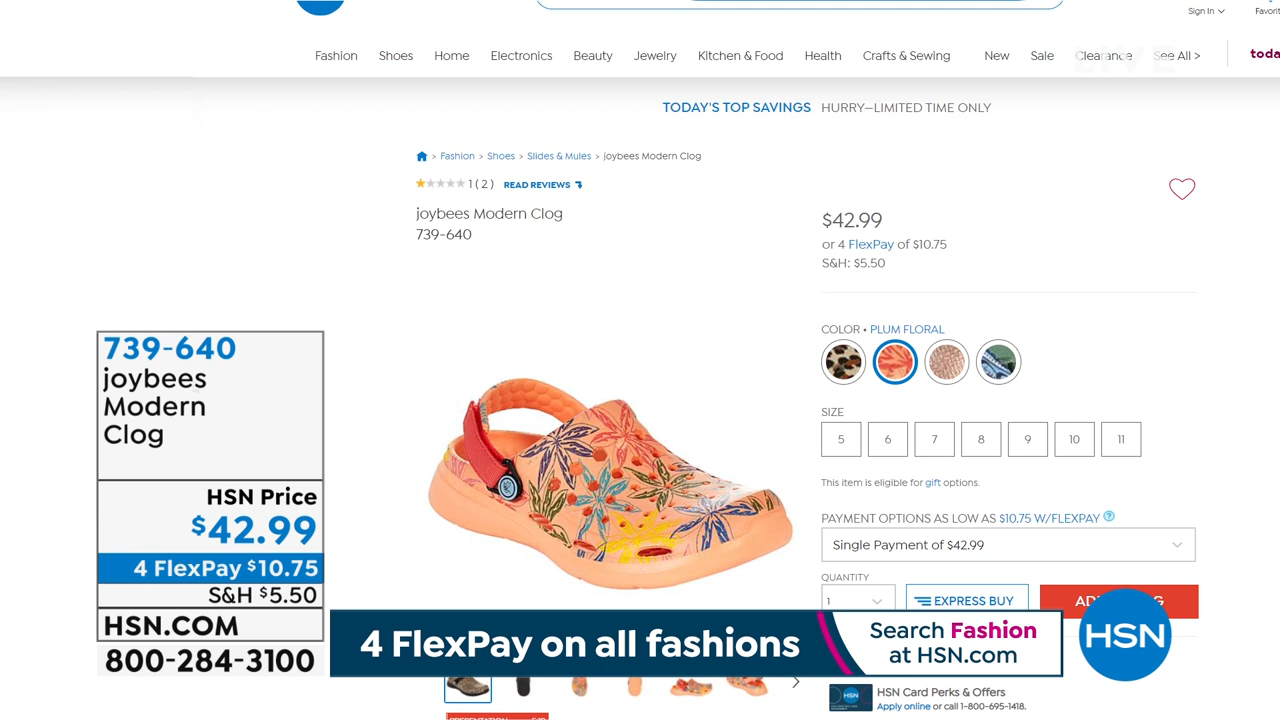 Sign In
Favorit
Fashion Shoes Home Electronics Beauty Jewelry Kitchen & Food Health Crafts & Sewing New Sale Clearance See All >
toda
LIVE
TODAY'S TOP SAVINGS HURRY—LIMITED TIME ONLY
> Fashion > Shoes > Slides & Mules > joybees Modern Clog
1 ( 2 ) READ REVIEWS
joybees Modern Clog
739-640
$42.99
or 4 FlexPay of $10.75
S&H: $5.50
COLOR • PLUM FLORAL
SIZE
5 6 7 8 9 10 11
This item is eligible for gift options.
PAYMENT OPTIONS AS LOW AS $10.75 W/FLEXPAY ?
Single Payment of $42.99
QUANTITY
1
EXPRESS BUY
AD G
739-640
joybees
Modern
Clog
HSN Price
$42.99
4 FlexPay $10.75
S&H $5.50
HSN.COM
800-284-3100
4 FlexPay on all fashions
Search Fashion
at HSN.com
HSN
HSN
HSN Card Perks & Offers
Apply online or call 1-800-695-1418.